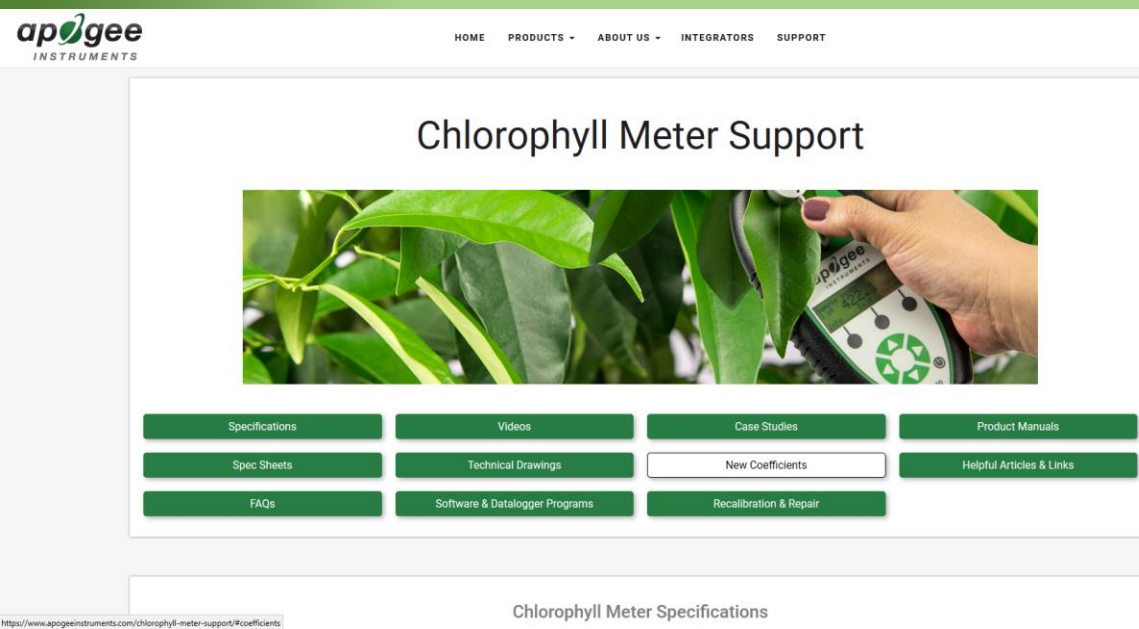 apogee
INSTRUMENTS
HOME PRODUCTS ABOUT US INTEGRATORS SUPPORT
Chlorophyll Meter Support
apogee
INSTRUMENTS
Specifications Videos Case Studies Product Manuals
Spec Sheets Technical Drawings New Coefficients Helpful Articles & Links
FAQs Software & Datalogger Programs Recalibration & Repair
Chlorophyll Meter Specifications
https://www.apogeeinstruments.com/chlorophyll-meter-support/#coefficients